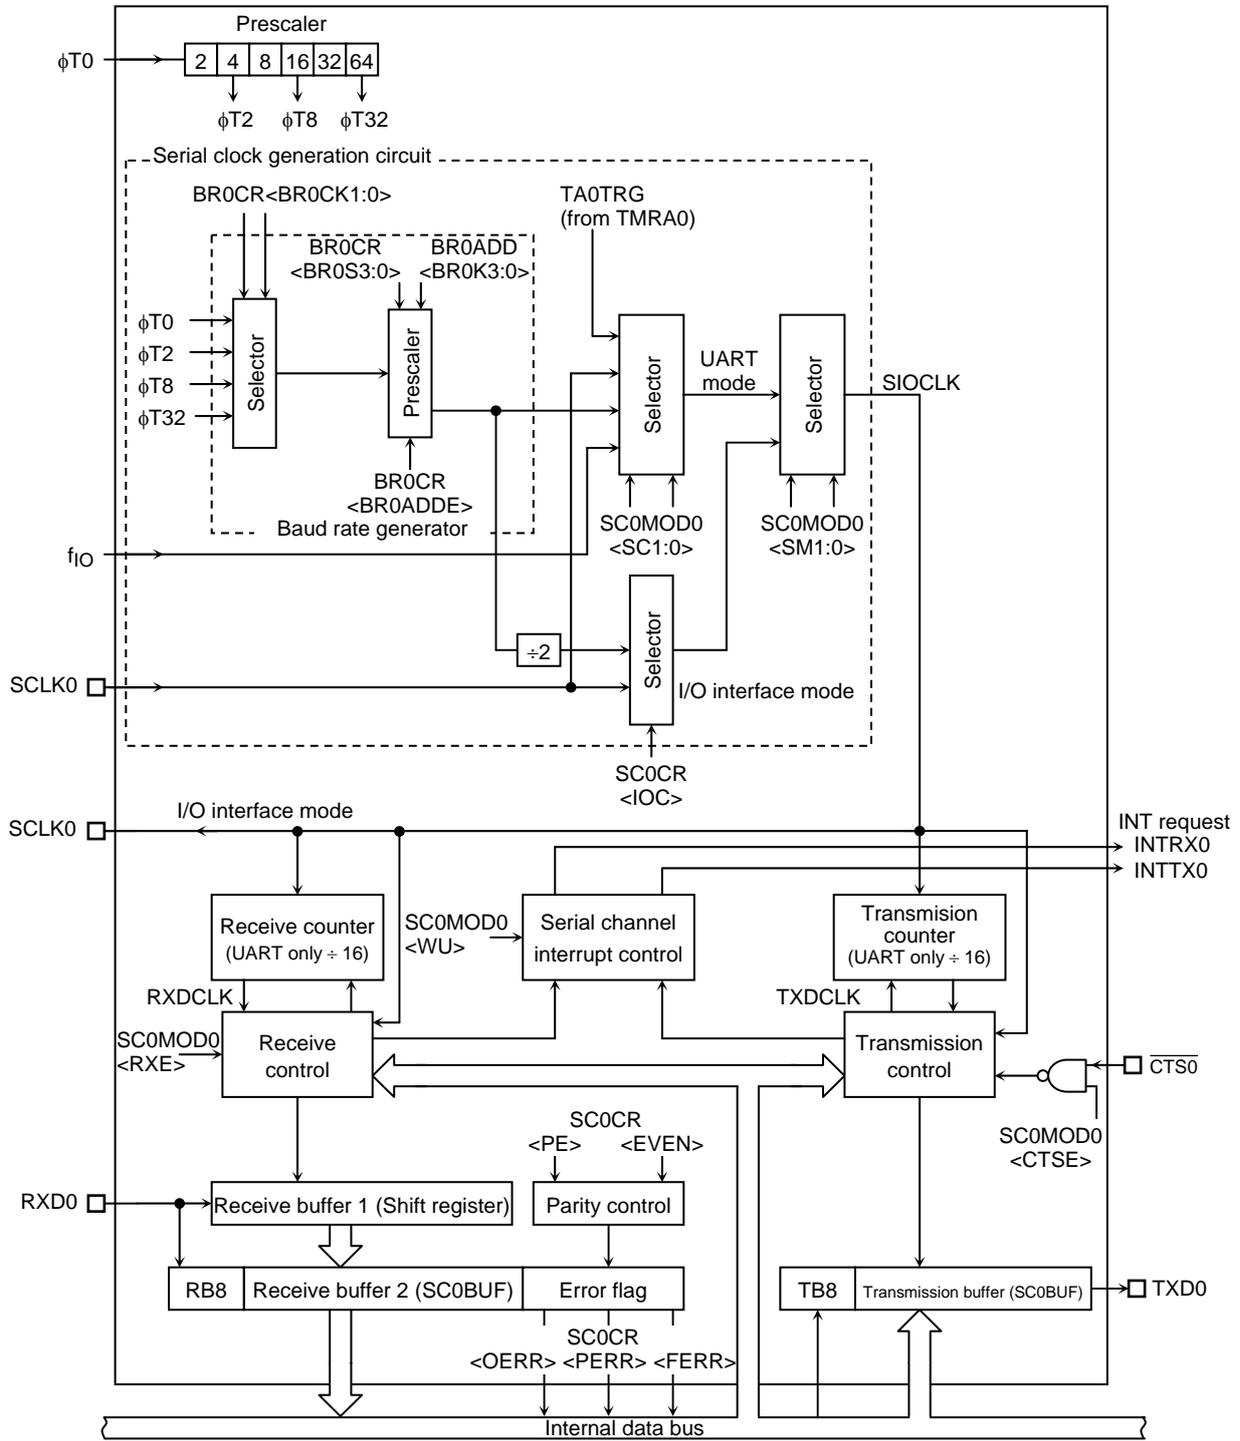 Prescaler
ϕT0
2 4 8 16 32 64
ϕT2 ϕT8 ϕT32
Serial clock generation circuit
BR0CR<BR0CK1:0>
TA0TRG
(from TMRA0)
BR0CR
<BR0S3:0>
BR0ADD
<BR0K3:0>
ϕT0
ϕT2
ϕT8
ϕT32
Selector
Prescaler
Selector
UART
mode
Selector
SIOCLK
BR0CR
<BR0ADDE>
Baud rate generator
SC0MOD0
<SC1:0>
SC0MOD0
<SM1:0>
fIO
÷2
Selector
SCLK0
I/O interface mode
SC0CR
<IOC>
SCLK0
I/O interface mode
INT request
INTRX0
INTTX0
Receive counter
(UART only ÷ 16)
SC0MOD0
<WU>
Serial channel
interrupt control
Transmision
counter
(UART only ÷ 16)
RXDCLK
TXDCLK
SC0MOD0
<RXE>
Receive
control
Transmission
control
CTS0
SC0MOD0
<CTSE>
SC0CR
<PE>
<EVEN>
RXD0
Receive buffer 1 (Shift register)
Parity control
RB8
Receive buffer 2 (SC0BUF)
Error flag
TB8
Transmission buffer (SC0BUF)
TXD0
SC0CR
<OERR> <PERR> <FERR>
Internal data bus